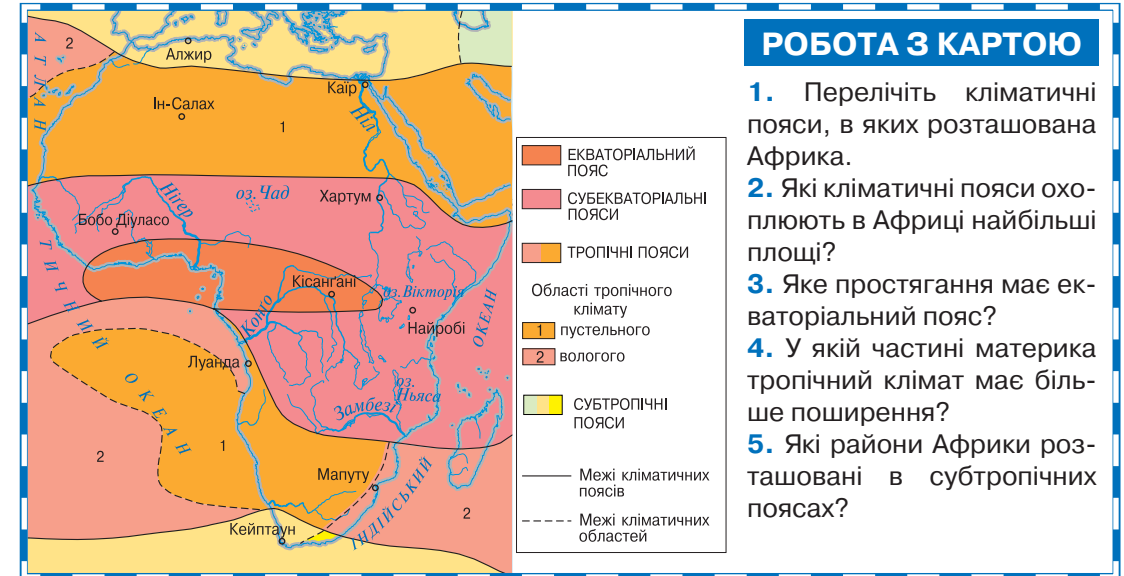 АТЛАНТИЧНИЙ
ОКЕАН
2
Алжир
Каїр
Ін-Салах
1
Ніл
Нігер
оз.Чад
Хартум
Бобо Діуласо
Кісанґані
оз.Вікторія
Найробі
Конго
Луанда
ІНДІЙСЬКИЙ
ОКЕАН
оз.
Ньяса
Замбезі
1
2
Мапуту
2
Кейптаун
ЕКВАТОРІАЛЬНИЙ
ПОЯС
СУБЕКВАТОРІАЛЬНІ
ПОЯСИ
ТРОПІЧНІ ПОЯСИ
Області тропічного
клімату
1 пустельного
2 вологого
СУБТРОПІЧНІ
ПОЯСИ
Межі кліматичних
поясів
Межі кліматичних
областей
РОБОТА З КАРТОЮ
1. Перелічіть кліматичні
пояси, в яких розташована
Африка.
2. Які кліматичні пояси охо-
плюють в Африці найбільші
площі?
3. Яке простягання має ек-
ваторіальний пояс?
4. У якій частині материка
тропічний клімат має біль-
ше поширення?
5. Які райони Африки роз-
ташовані в субтропічних
поясах?